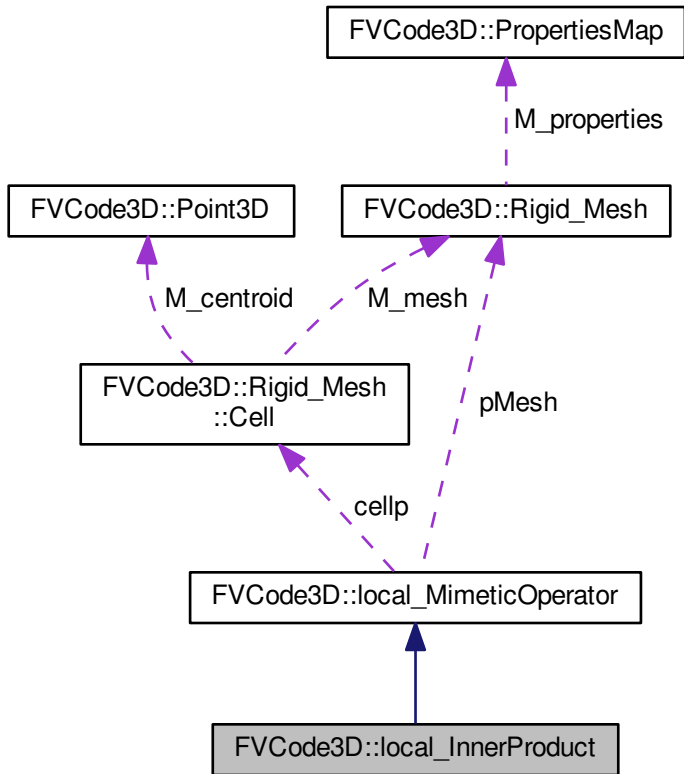 FVCode3D::PropertiesMap
M_properties
FVCode3D::Point3D
FVCode3D::Rigid_Mesh
M_centroid
M_mesh
FVCode3D::Rigid_Mesh
::Cell
pMesh
cellp
FVCode3D::local_MimeticOperator
FVCode3D::local_InnerProduct